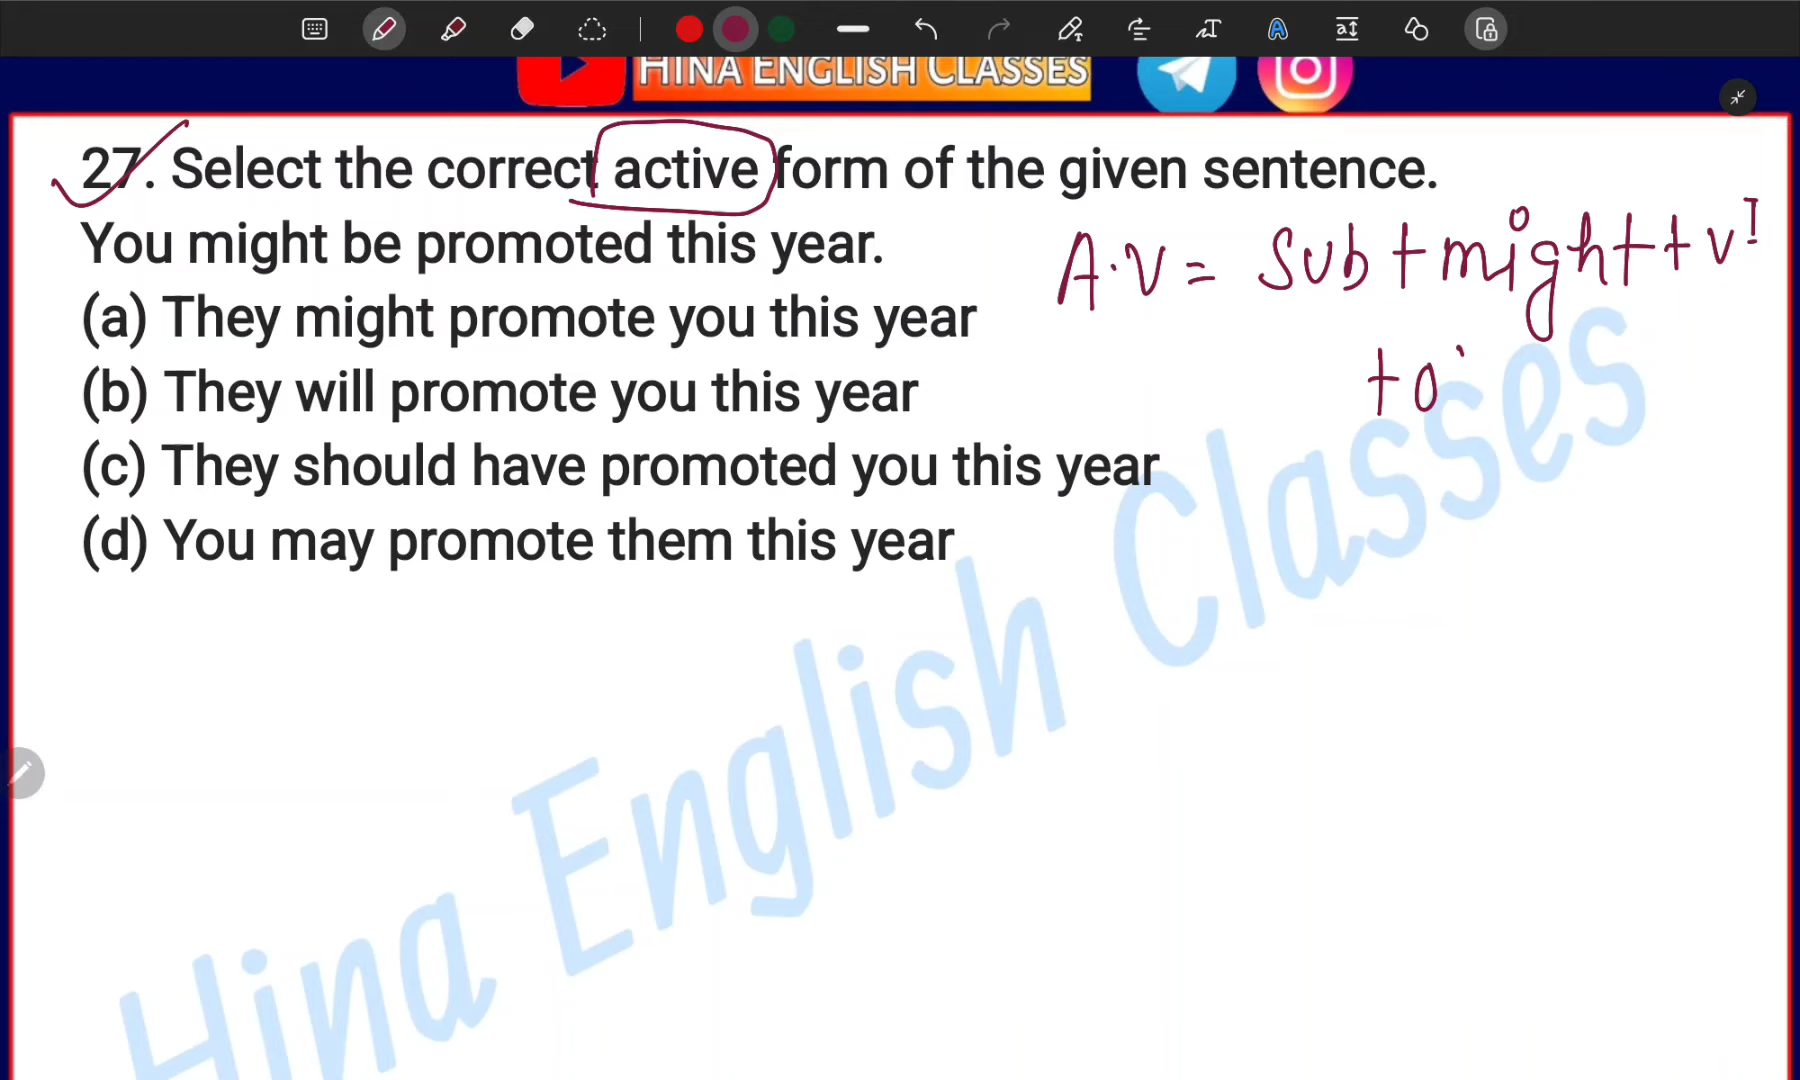 HINA ENGLISH CLASSES
27. Select the correct active form of the given sentence.
You might be promoted this year.
A.V = Sub + might + V I
(a) They might promote you this year
+ o
(b) They will promote you this year
(c) They should have promoted you this year
(d) You may promote them this year
Hina English Classes